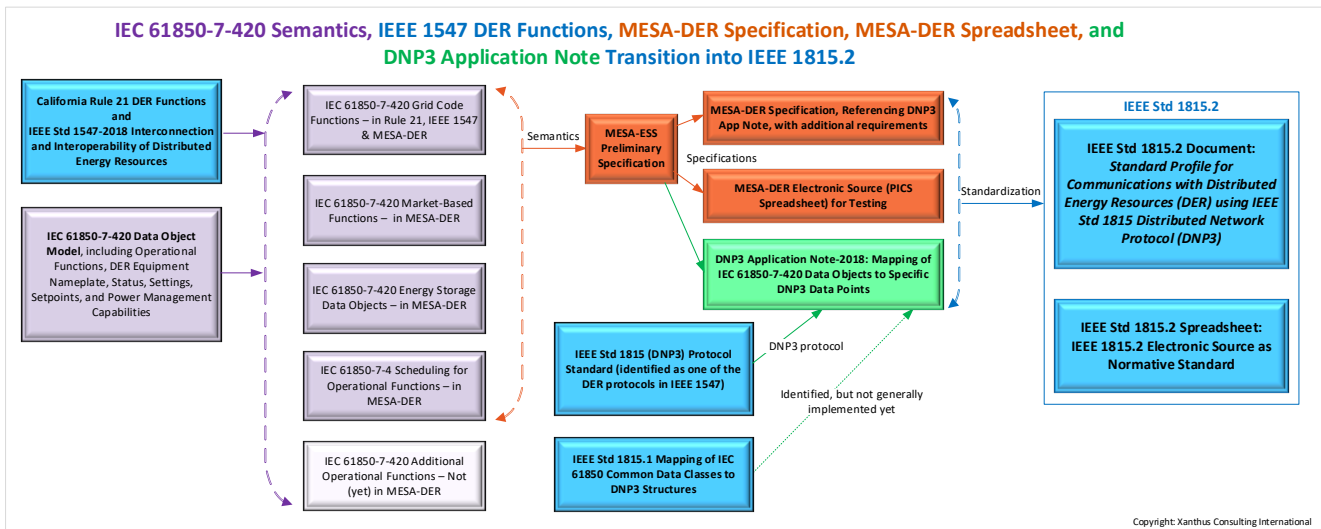 IEC 61850-7-420 Semantics, IEEE 1547 DER Functions, MESA-DER Specification, MESA-DER Spreadsheet, and
DNP3 Application Note Transition into IEEE 1815.2
California Rule 21 DER Functions
and
IEEE Std 1547-2018 Interconnection
and Interoperability of Distributed
Energy Resources
IEC 61850-7-420 Data Object
Model, including Operational
Functions, DER Equipment
Nameplate, Status, Settings,
Setpoints, and Power Management
Capabilities
IEC 61850-7-420 Grid Code
Functions – in Rule 21, IEEE 1547
& MESA-DER
IEC 61850-7-420 Market-Based
Functions – in MESA-DER
IEC 61850-7-420 Energy Storage
Data Objects – in MESA-DER
IEC 61850-7-4 Scheduling for
Operational Functions – in
MESA-DER
IEC 61850-7-420 Additional
Operational Functions – Not
(yet) in MESA-DER
Semantics
MESA-ESS
Preliminary
Specification
Specifications
MESA-DER Specification, Referencing DNP3
App Note, with additional requirements
MESA-DER Electronic Source (PICS
Spreadsheet) for Testing
DNP3 Application Note-2018: Mapping of
IEC 61850-7-420 Data Objects to Specific
DNP3 Data Points
IEEE Std 1815 (DNP3) Protocol
Standard (identified as one of the
DER protocols in IEEE 1547)
DNP3 protocol
Identified, but not generally
implemented yet
IEEE Std 1815.1 Mapping of IEC
61850 Common Data Classes to
DNP3 Structures
Standardization
IEEE Std 1815.2
IEEE Std 1815.2 Document:
Standard Profile for
Communications with Distributed
Energy Resources (DER) using IEEE
Std 1815 Distributed Network
Protocol (DNP3)
IEEE Std 1815.2 Spreadsheet:
IEEE 1815.2 Electronic Source as
Normative Standard
Copyright: Xanthus Consulting International